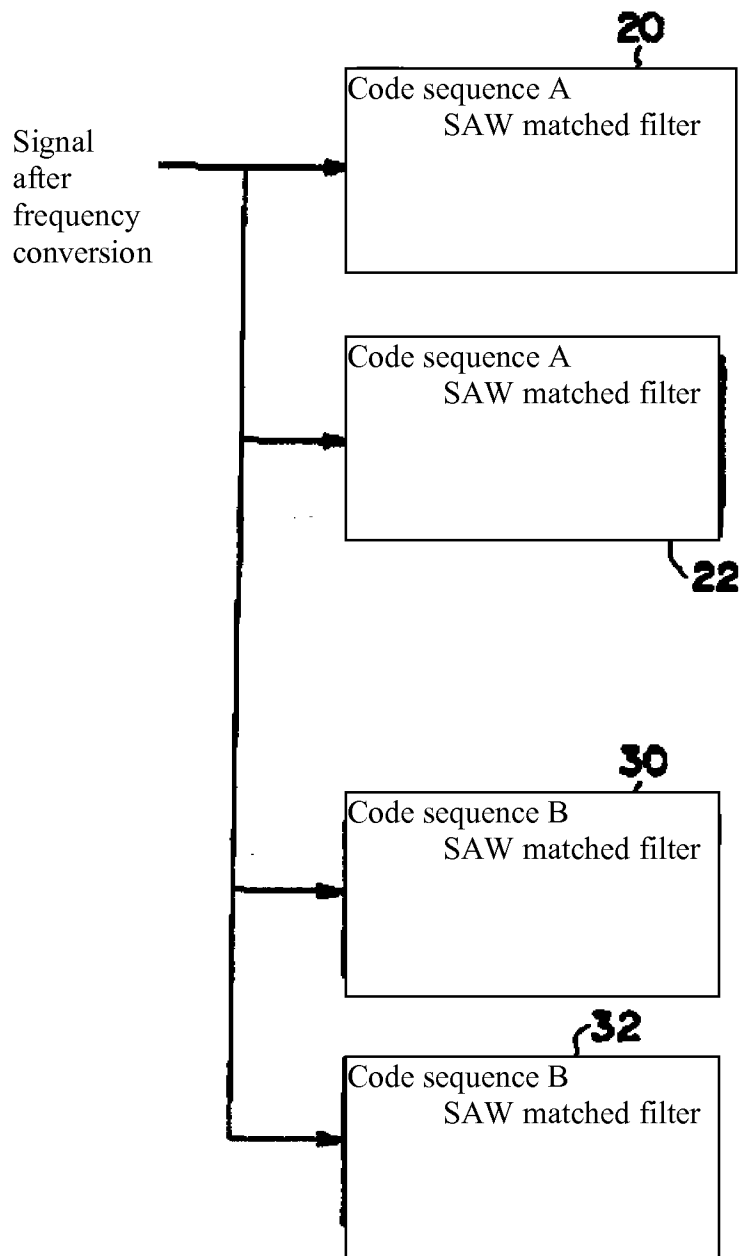 20
Code sequence A
SAW matched filter
Signal
after
frequency
conversion
Code sequence A
SAW matched filter
22
30
Code sequence B
SAW matched filter
32
Code sequence B
SAW matched filter